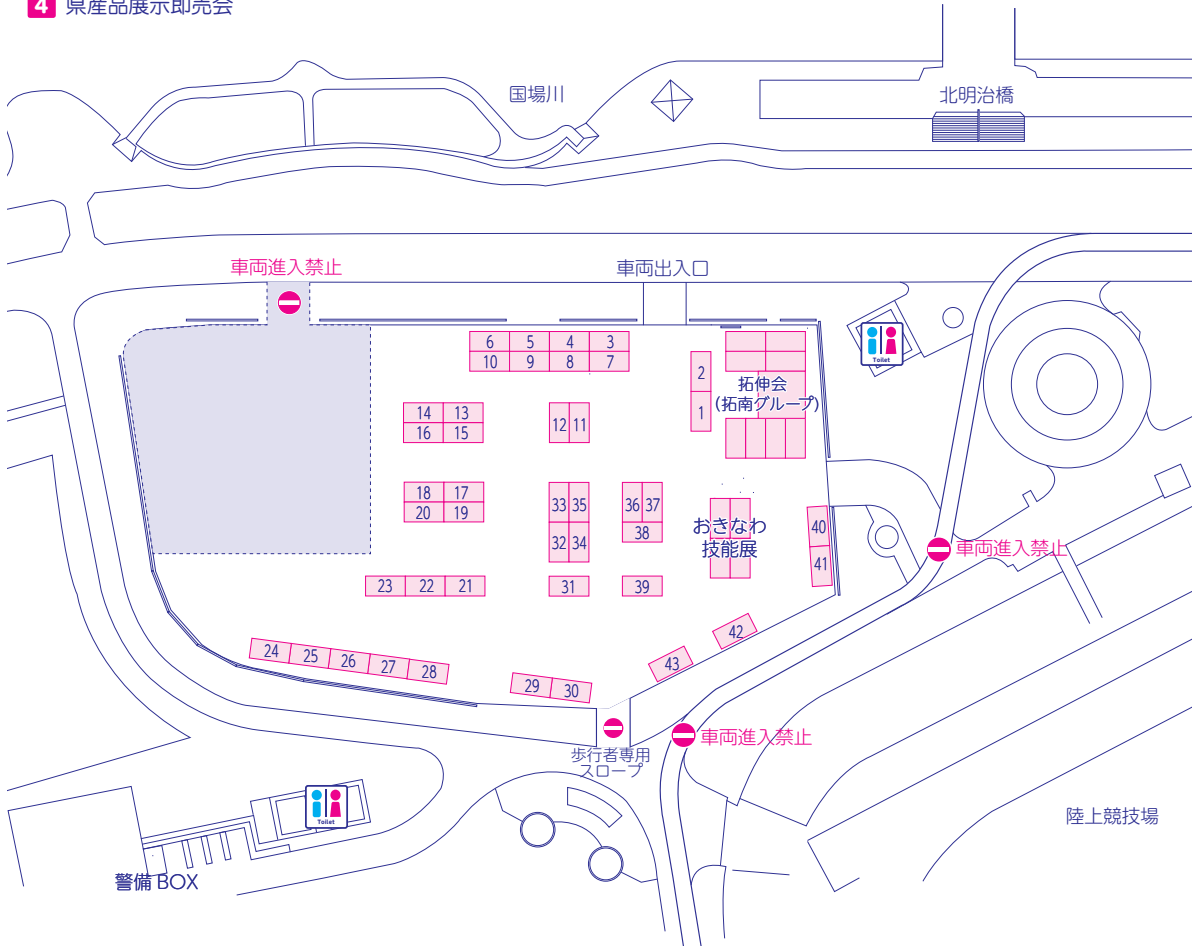 4 県産品展示即売会
国場川
北明治橋
車両進入禁止
車両出入口
Toilet
6 5 4 3
10 9 8 7
2
1
拓伸会
(拓南グループ)
14 13
16 15
12 11
18 17
20 19
33 35
32 34
36 37
38
おきなわ
技能展
40
41
車両進入禁止
23 22 21
31
39
42
43
24 25 26 27 28
29 30
車両進入禁止
歩行者専用
スロープ
Toilet
陸上競技場
警備 BOX